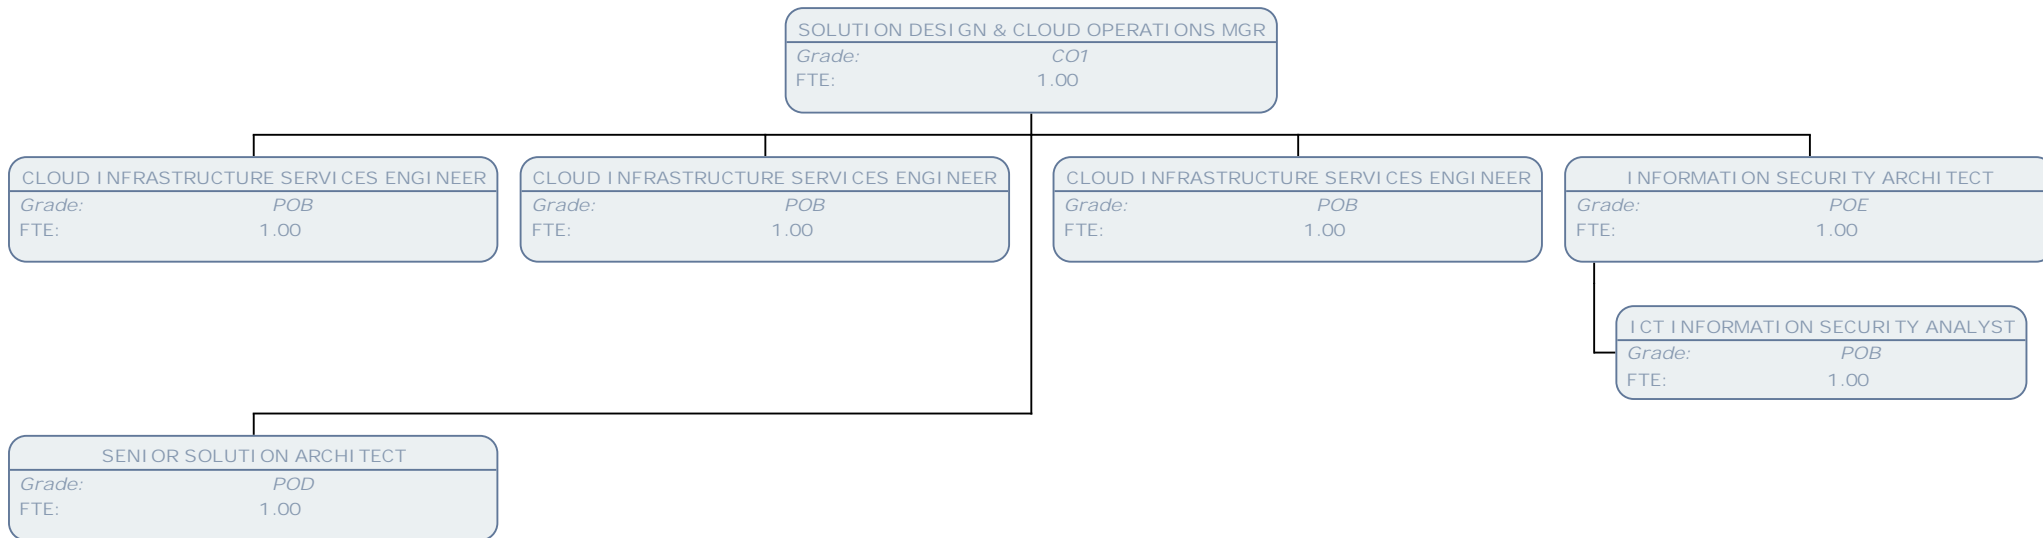 SOLUTION DESIGN & CLOUD OPERATIONS MGR
Grade: CO1
FTE: 1.00
CLOUD INFRASTRUCTURE SERVICES ENGINEER
Grade: POB
FTE: 1.00
CLOUD INFRASTRUCTURE SERVICES ENGINEER
Grade: POB
FTE: 1.00
CLOUD INFRASTRUCTURE SERVICES ENGINEER
Grade: POB
FTE: 1.00
INFORMATION SECURITY ARCHITECT
Grade: POE
FTE: 1.00
ICT INFORMATION SECURITY ANALYST
Grade: POB
FTE: 1.00
SENIOR SOLUTION ARCHITECT
Grade: POD
FTE: 1.00